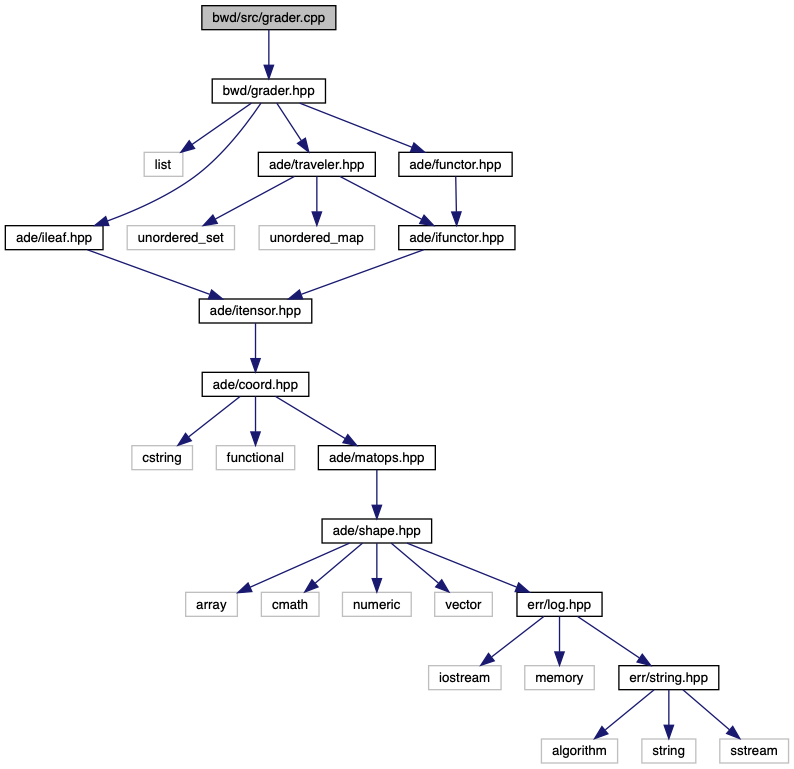 bwd/src/grader.cpp
bwd/grader.hpp
list
ade/traveler.hpp
ade/functor.hpp
ade/ileaf.hpp
unordered_set
unordered_map
ade/ifunctor.hpp
ade/itensor.hpp
ade/coord.hpp
cstring
functional
ade/matops.hpp
ade/shape.hpp
array
cmath
numeric
vector
err/log.hpp
iostream
memory
err/string.hpp
algorithm
string
sstream